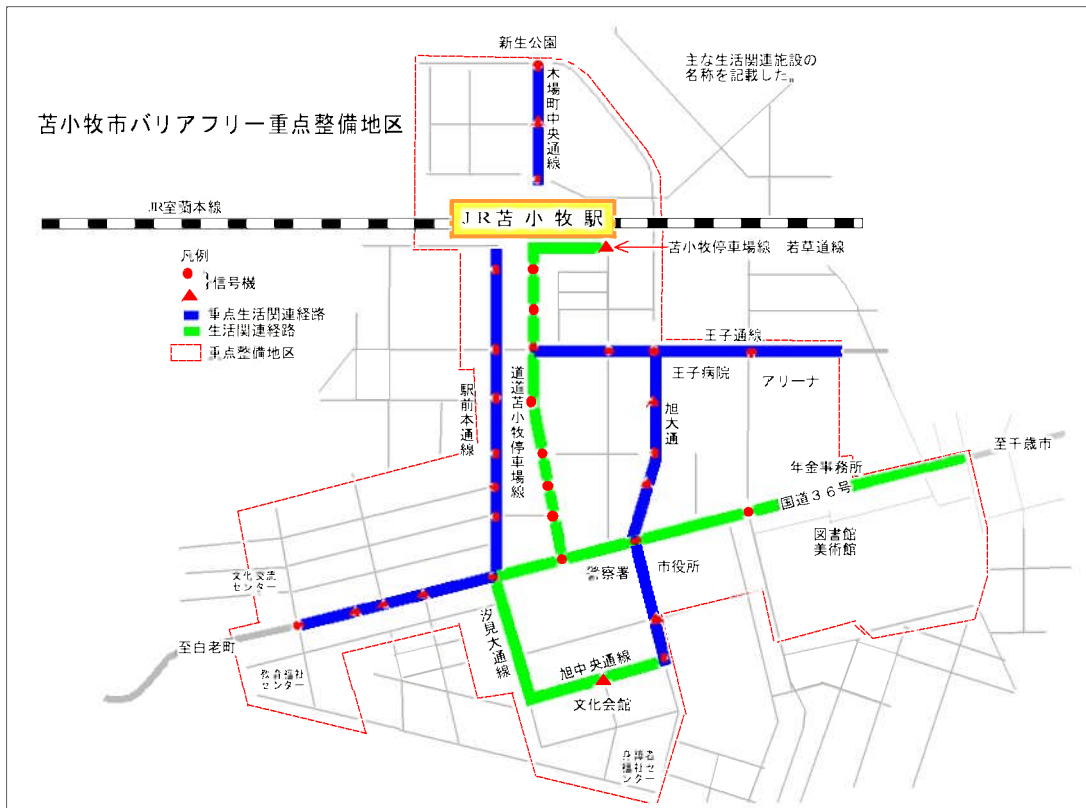 新生公園
主な生活関連施設の
名称を記載した。
木場町中央通線
苫小牧市バリアフリー重点整備地区
JR室蘭本線
JR苫小牧駅
苫小牧停車場線 若草道線
凡例
信号機
重点生活関連経路
生活関連経路
重点整備地区
王子通線
王子病院
アリーナ
駅前本通線
道道苫小牧停車場線
旭大通
至千歳市
年金事務所
国道36号
図書館
美術館
警察署
市役所
文化交流
センター
汐見大通線
至白老町
旭中央通線
教育福祉
センター
文化会館
福祉セン
ター